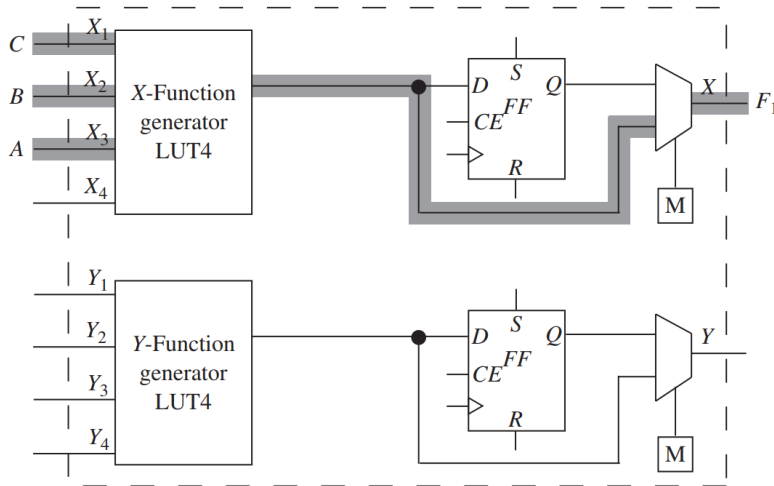 C X₁
B X₂
A X₃
X₄
X-Function
generator
LUT4
D S Q
CE FF
R
X F₁
M
Y₁
Y₂
Y₃
Y₄
Y-Function
generator
LUT4
D S Q
CE FF
R
Y
M